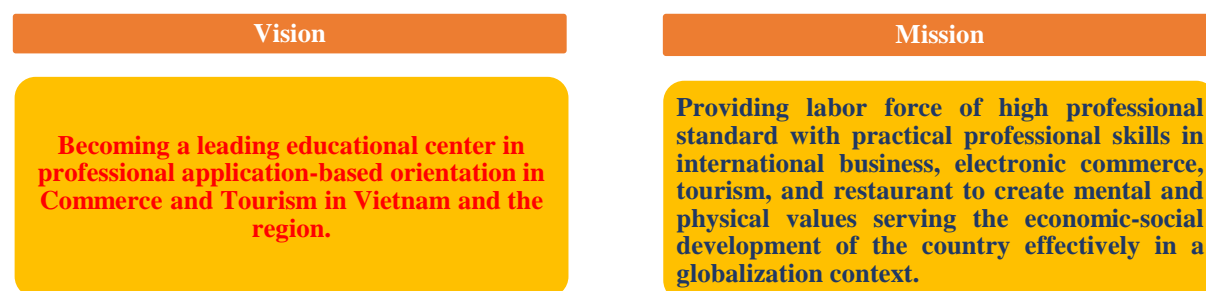 Vision
Becoming a leading educational center in
professional application-based orientation in
Commerce and Tourism in Vietnam and the
region.
Mission
Providing labor force of high professional
standard with practical professional skills in
international business, electronic commerce,
tourism, and restaurant to create mental and
physical values serving the economic-social
development of the country effectively in a
globalization context.